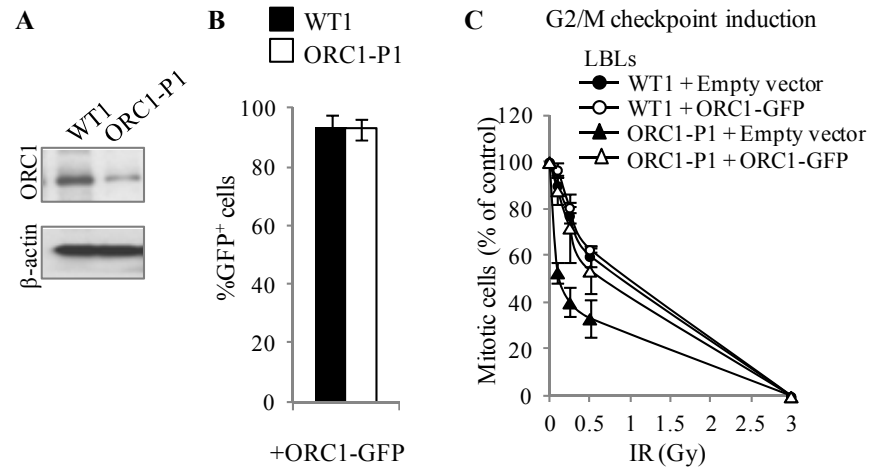 A
WT1
ORC1-P1
ORC1
β-actin
B
WT1
ORC1-P1
100
80
60
40
20
0
%GFP+ cells
+ORC1-GFP
C
G2/M checkpoint induction
LBLs
WT1 + Empty vector
WT1 + ORC1-GFP
ORC1-P1 + Empty vector
ORC1-P1 + ORC1-GFP
120
100
80
60
40
20
0
Mitotic cells (% of control)
0 0.5 1 1.5 2 2.5 3
IR (Gy)